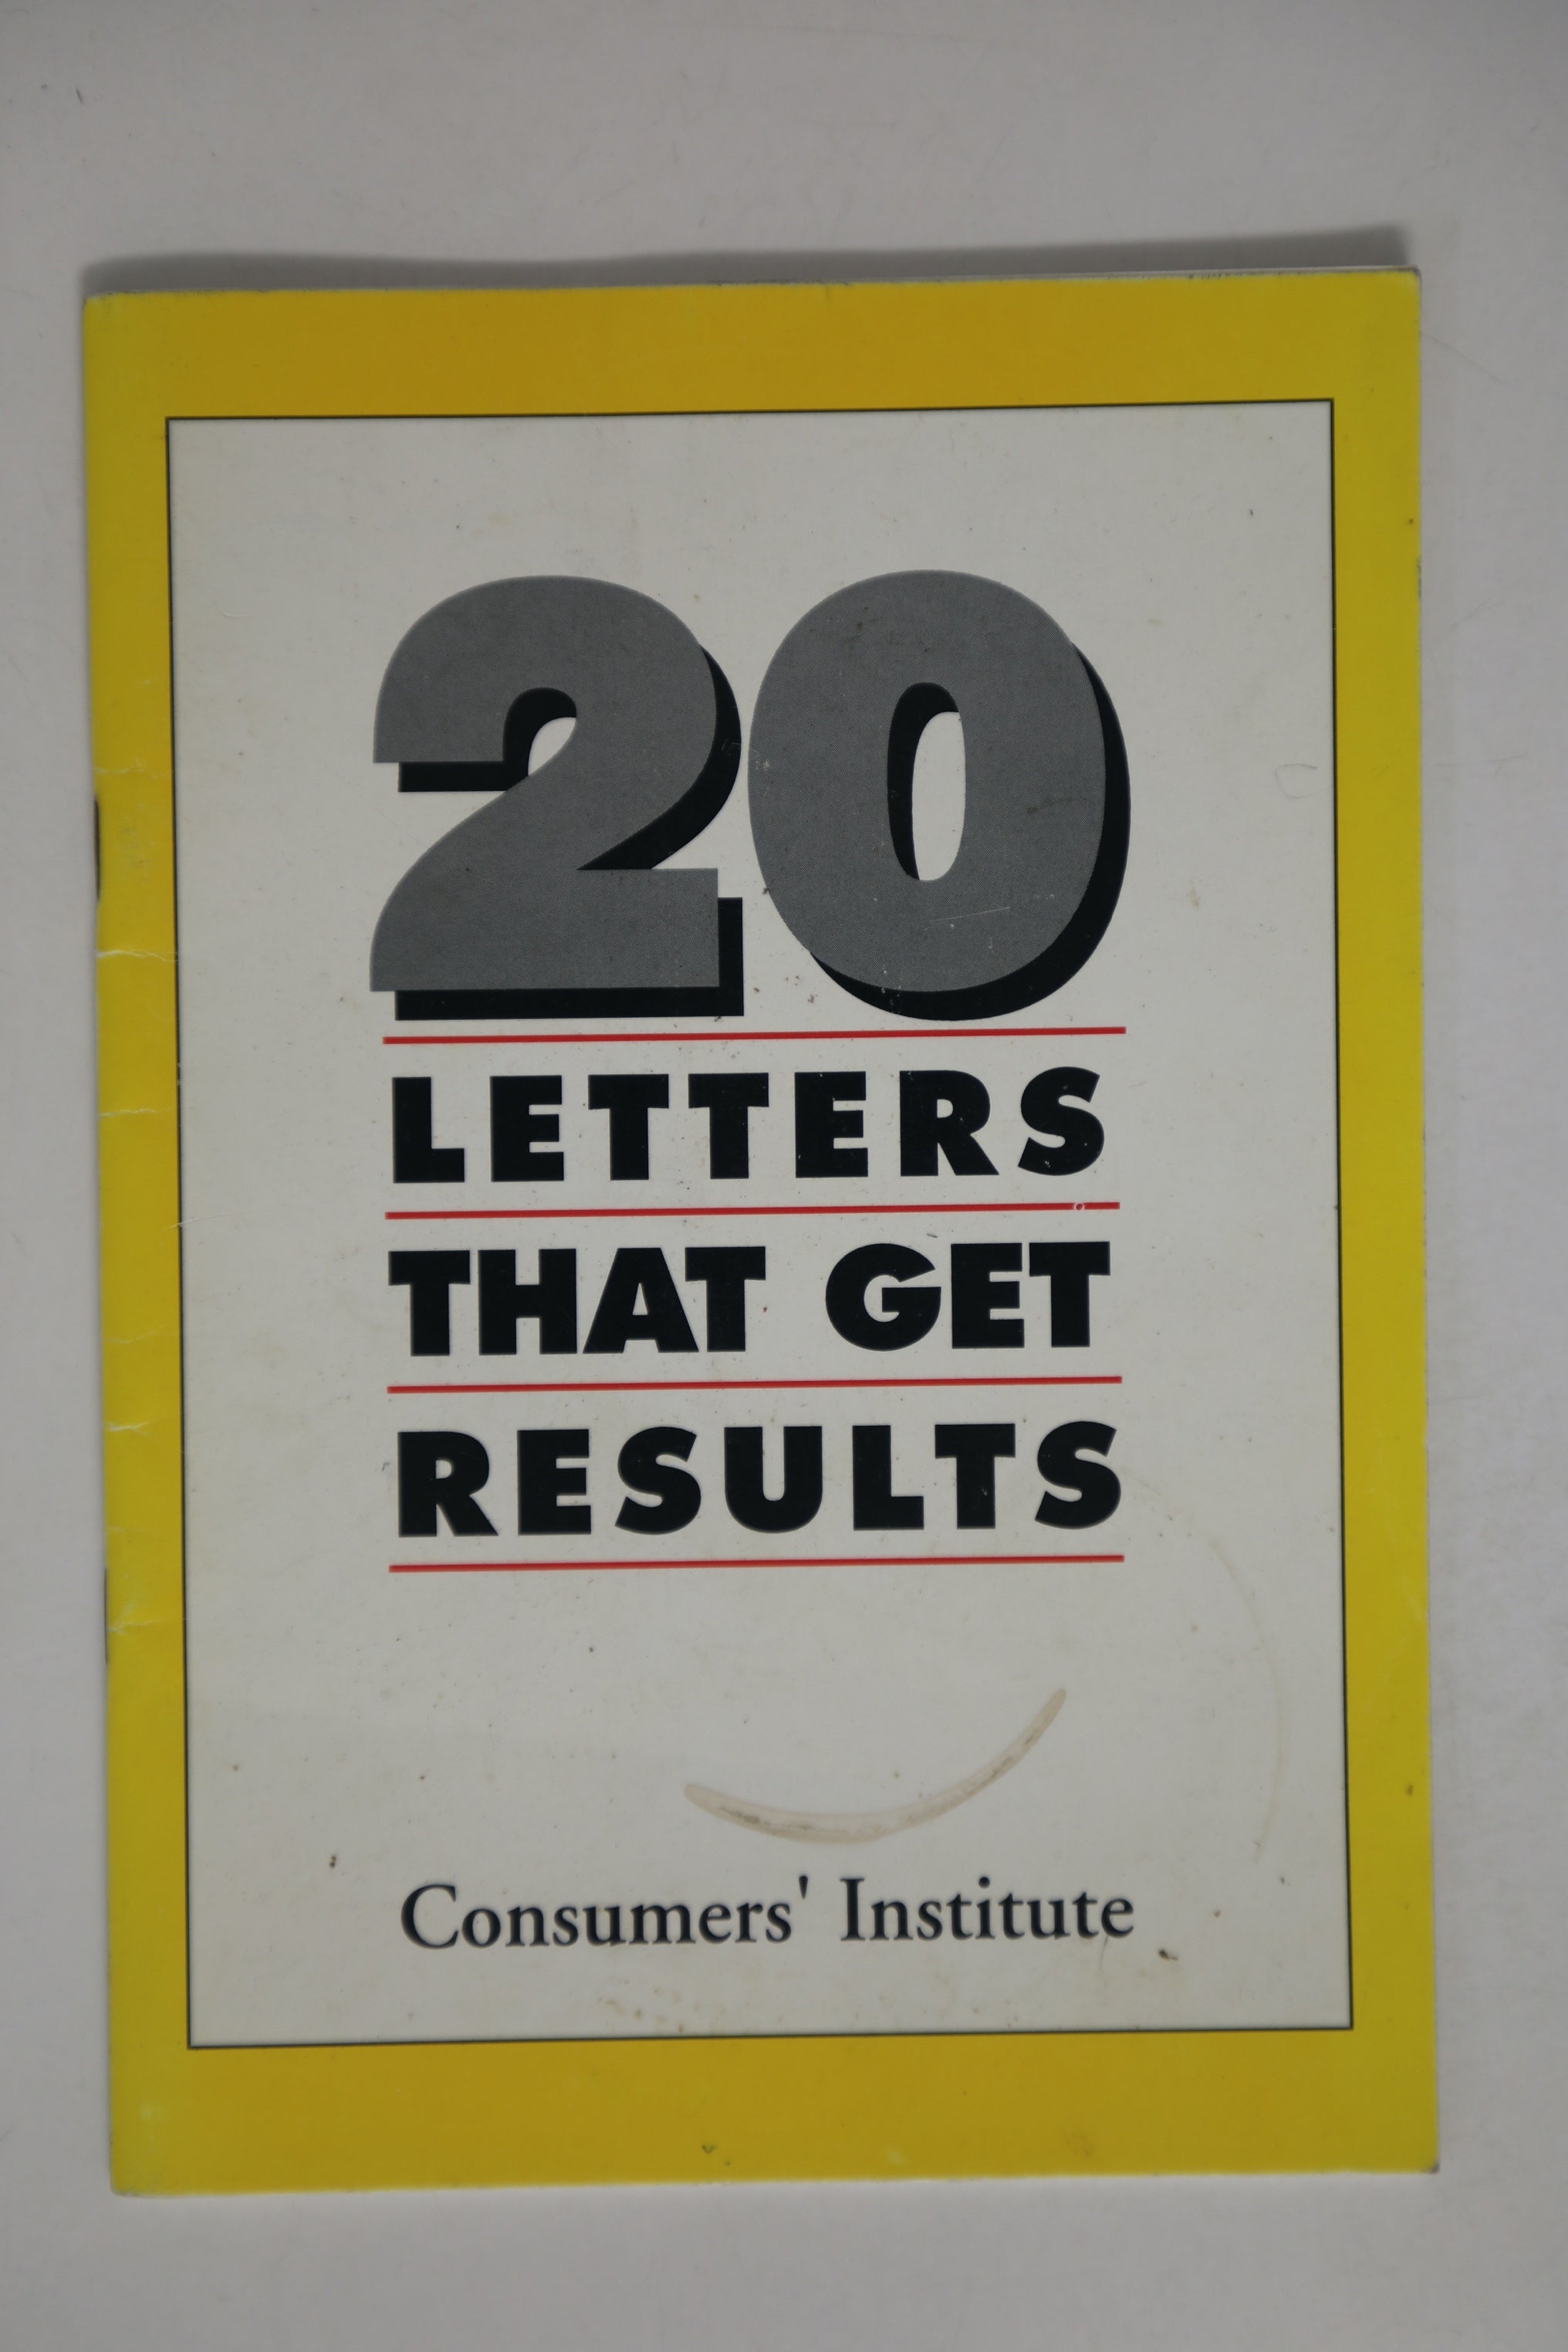 20
LETTERS
THAT GET
RESULTS
Consumers' Institute